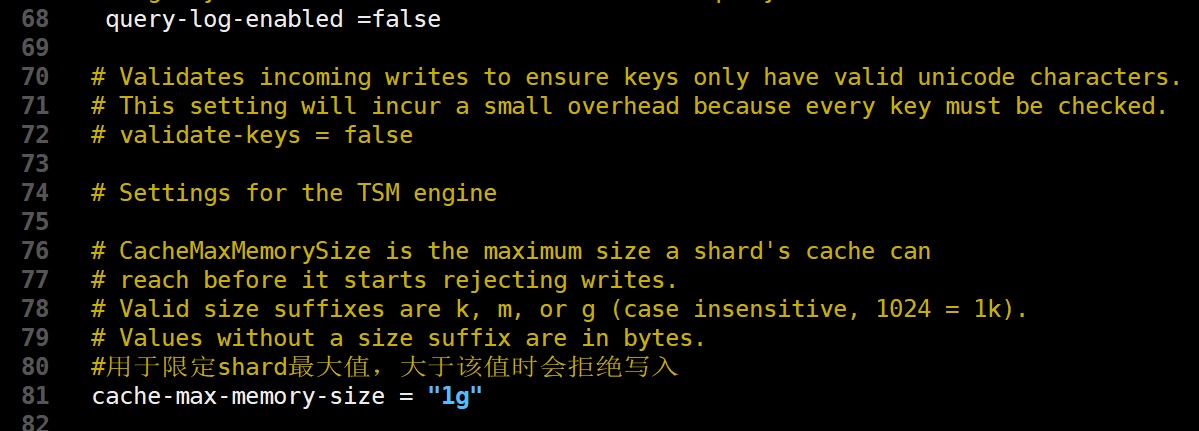 68 query-log-enabled =false
69
70 # Validates incoming writes to ensure keys only have valid unicode characters.
71 # This setting will incur a small overhead because every key must be checked.
72 # validate-keys = false
73
74 # Settings for the TSM engine
75
76 # CacheMaxMemorySize is the maximum size a shard's cache can
77 # reach before it starts rejecting writes.
78 # Valid size suffixes are k, m, or g (case insensitive, 1024 = 1k).
79 # Values without a size suffix are in bytes.
80 #用于限定shard最大值，大于该值时会拒绝写入
81 cache-max-memory-size = "1g"
82